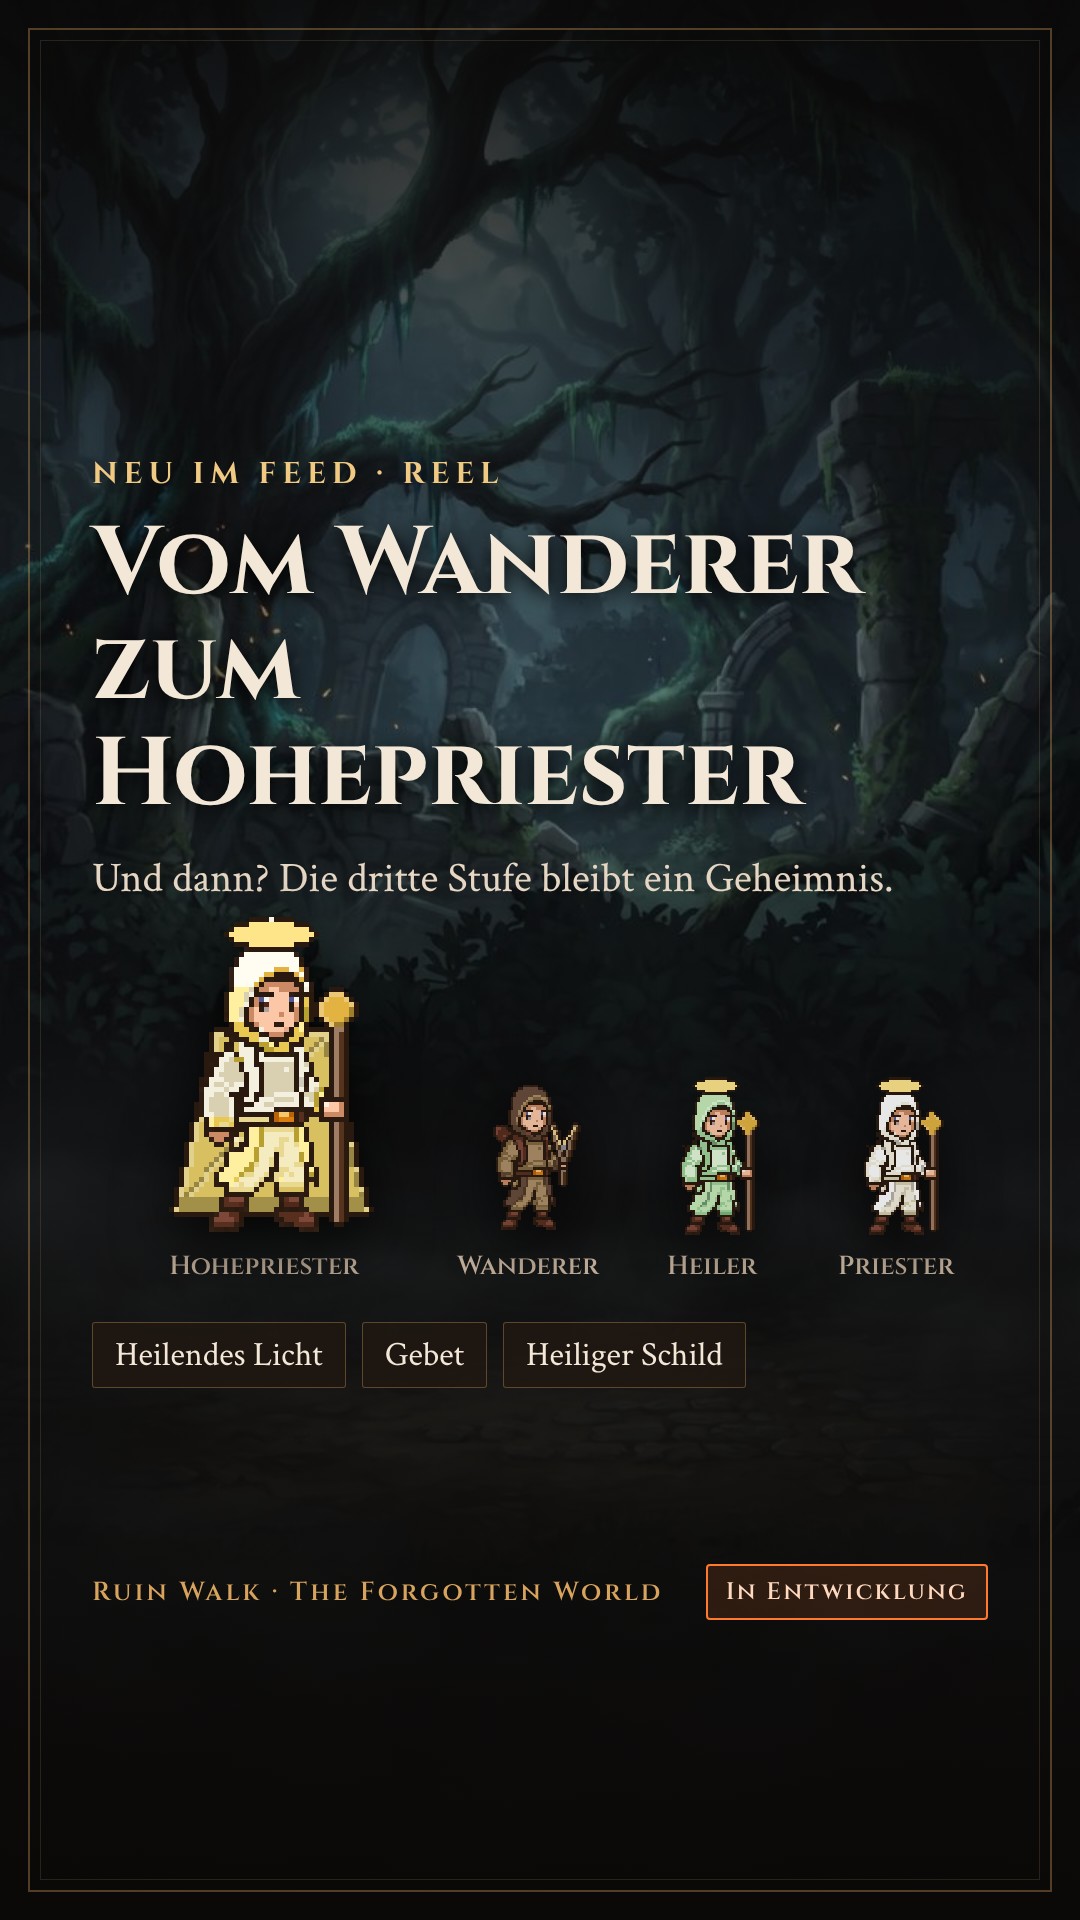 NEU IM FEED · REEL
VOM WANDERER
ZUM
HOHEPRIESTER
Und dann? Die dritte Stufe bleibt ein Geheimnis.
HOHEPRIESTER WANDERER HEILER PRIESTER
Heilendes Licht Gebet Heiliger Schild
RUIN WALK · THE FORGOTTEN WORLD IN ENTWICKLUNG